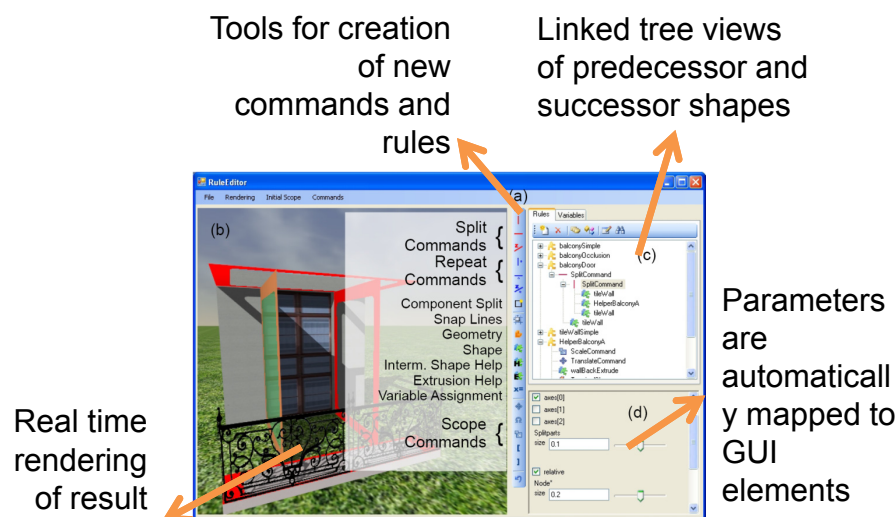 Tools for creation
of new
commands and
rules
Linked tree views
of predecessor and
successor shapes
RuleEditor
File Rendering Initial Scope Commands
(a)
(b)
Split
Commands {
Repeat
Commands {
Component Split
Snap Lines
Geometry
Shape
Interm. Shape Help
Extrusion Help
Variable Assignment
Scope
Commands {
Rules Variables
(c)
balconySimple
balconyOcclusion
balconyDoor
SplitCommand
SplitCommand
tileWall
HelperBalconyA
tileWall
tileWall
tileWallSimple
HelperBalconyA
ScaleCommand
TranslateCommand
wallBackExtrude
(d)
axes[0]
axes[1]
axes[2]
Splitparts
size 0.1
relative
Node*
size 0.2
Parameters
are
automaticall
y mapped to
GUI
elements
Real time
rendering
of result